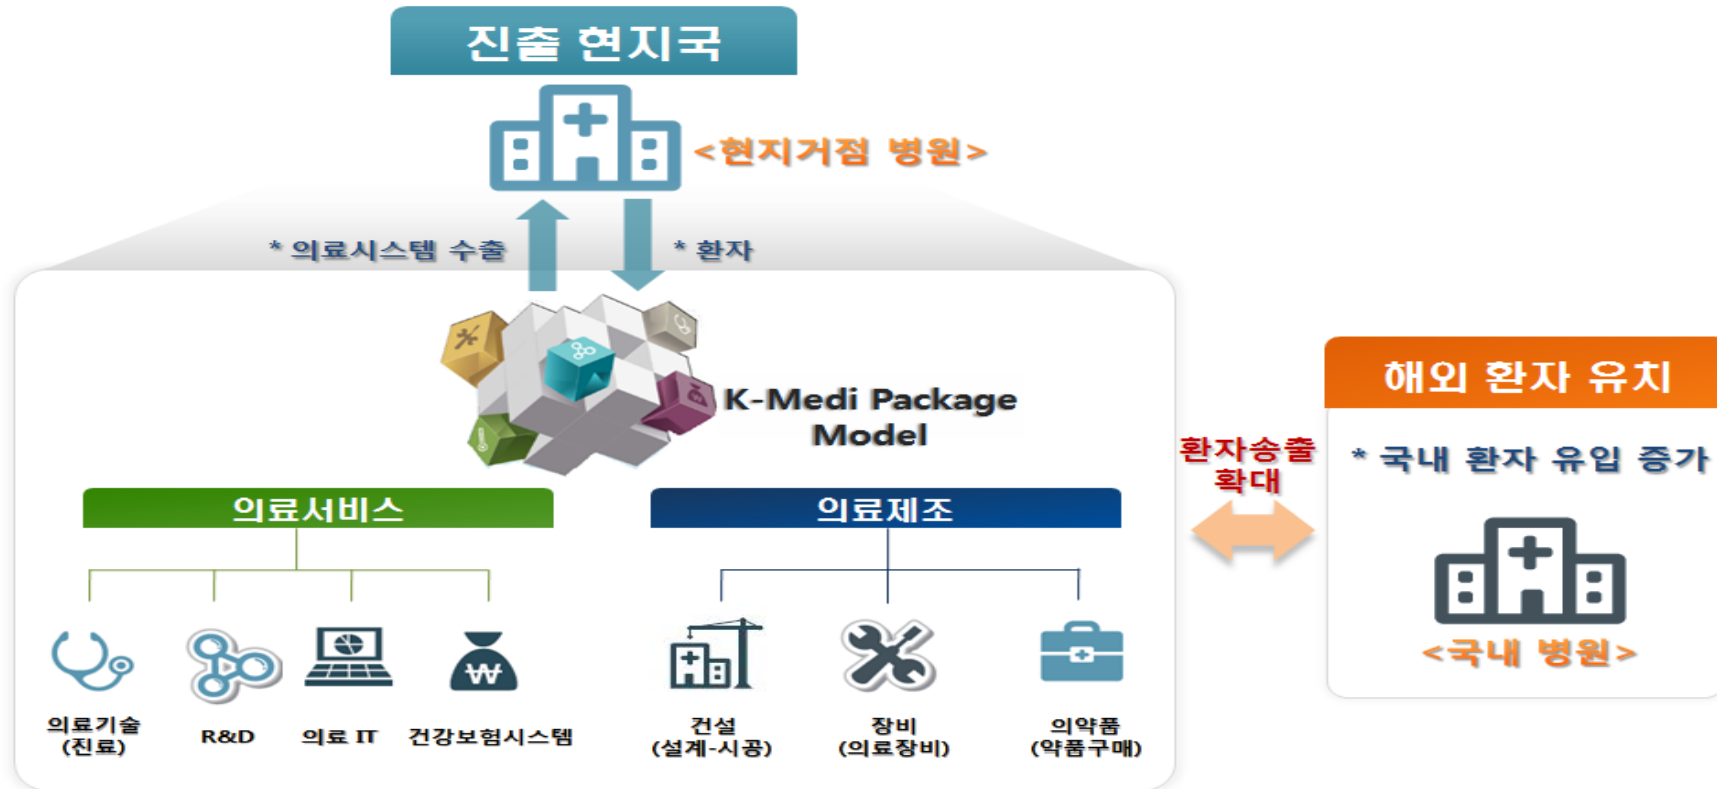 진출 현지국
<현지거점 병원>
* 의료시스템 수출
* 환자
K-Medi Package
Model
의료서비스
의료제조
의료기술
(진료)
R&D
의료 IT
건강보험시스템
건설
(설계-시공)
장비
(의료장비)
의약품
(약품구매)
환자송출
확대
해외 환자 유치
* 국내 환자 유입 증가
<국내 병원>